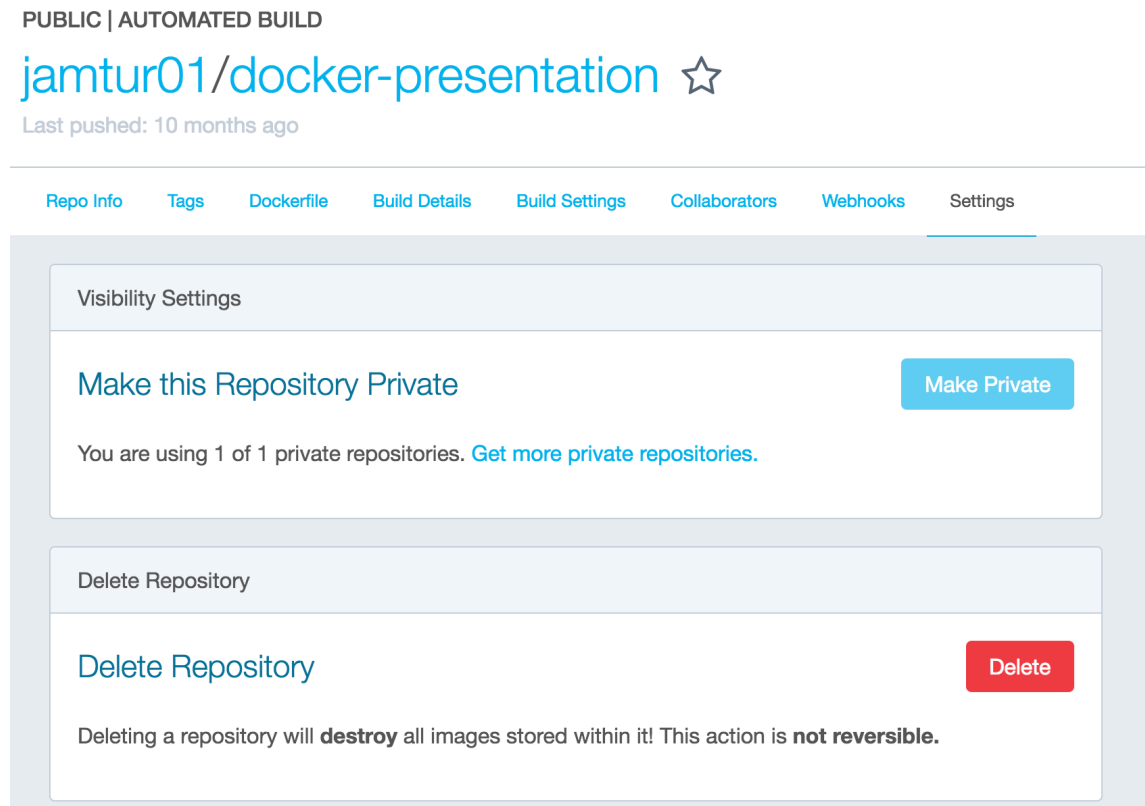 PUBLIC | AUTOMATED BUILD
jamtur01/docker-presentation
Last pushed: 10 months ago
Repo Info Tags Dockerfile Build Details Build Settings Collaborators Webhooks Settings
Visibility Settings
Make this Repository Private Make Private
You are using 1 of 1 private repositories. Get more private repositories.
Delete Repository
Delete Repository Delete
Deleting a repository will destroy all images stored within it! This action is not reversible.